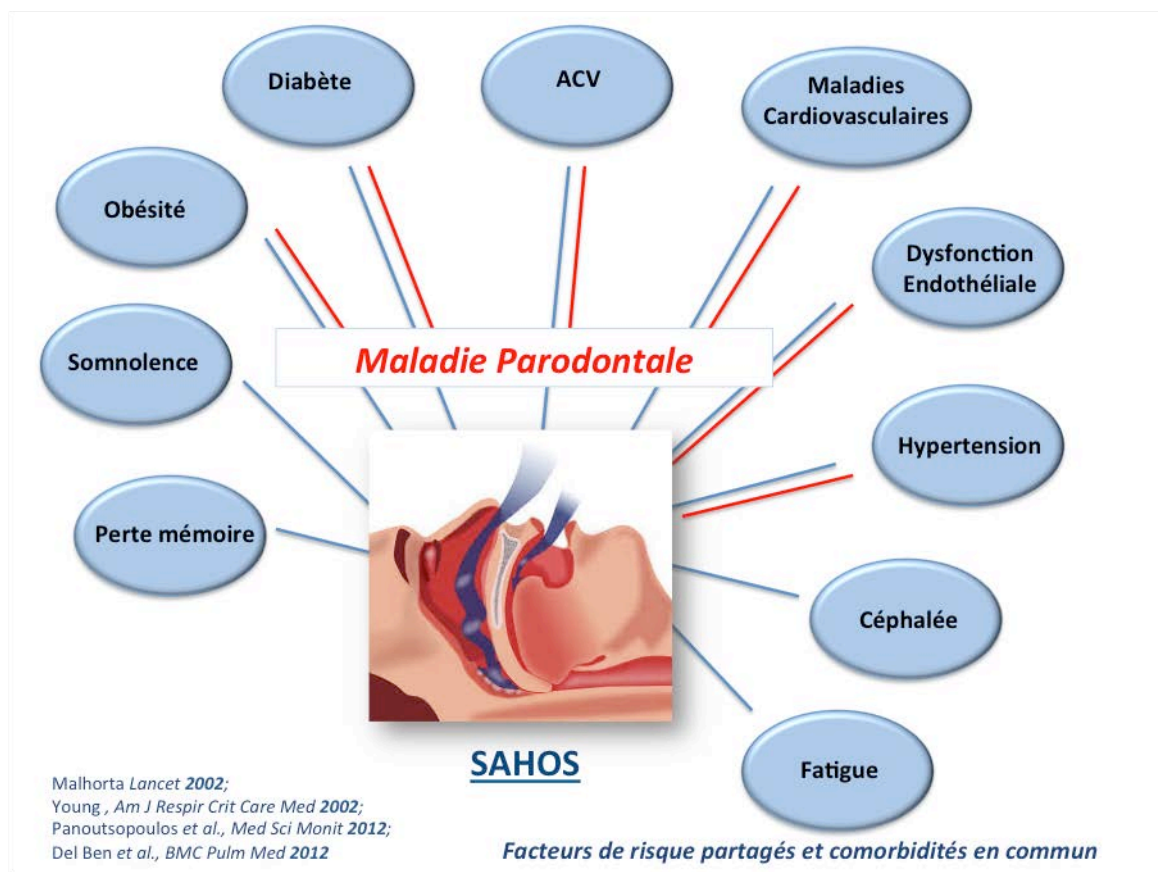 Diabète
ACV
Maladies
Cardiovasculaires
Obésité
Dysfonction
Endothéliale
Somnolence
Maladie Parodontale
Hypertension
Perte mémoire
Céphalée
SAHOS
Fatigue
Malhorta Lancet 2002;
Young , Am J Respir Crit Care Med 2002;
Panoutsopoulos et al., Med Sci Monit 2012;
Del Ben et al., BMC Pulm Med 2012
Facteurs de risque partagés et comorbidités en commun